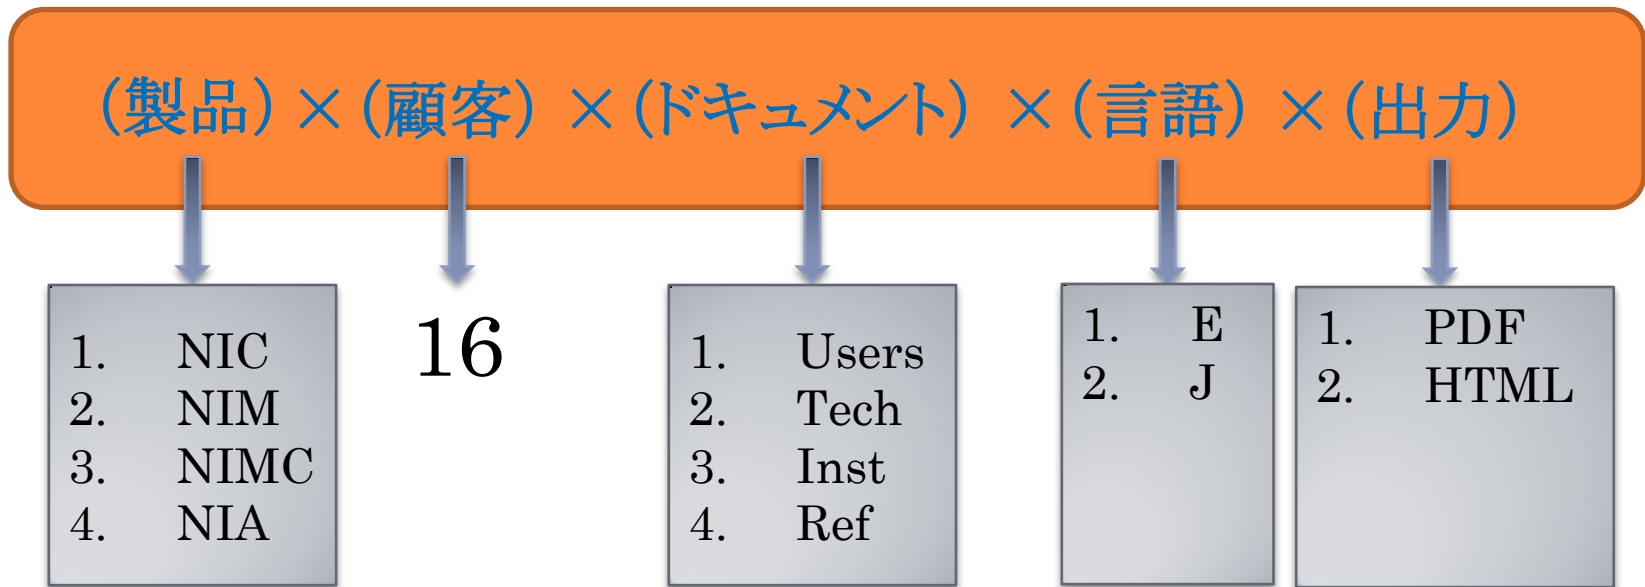 (製品)×(顧客) ×(ドキュメント) ×(言語) ×(出力)
1. NIC
2. NIM
3. NIMC
4. NIA
16
1. Users
2. Tech
3. Inst
4. Ref
1. E
2. J
1. PDF
2. HTML